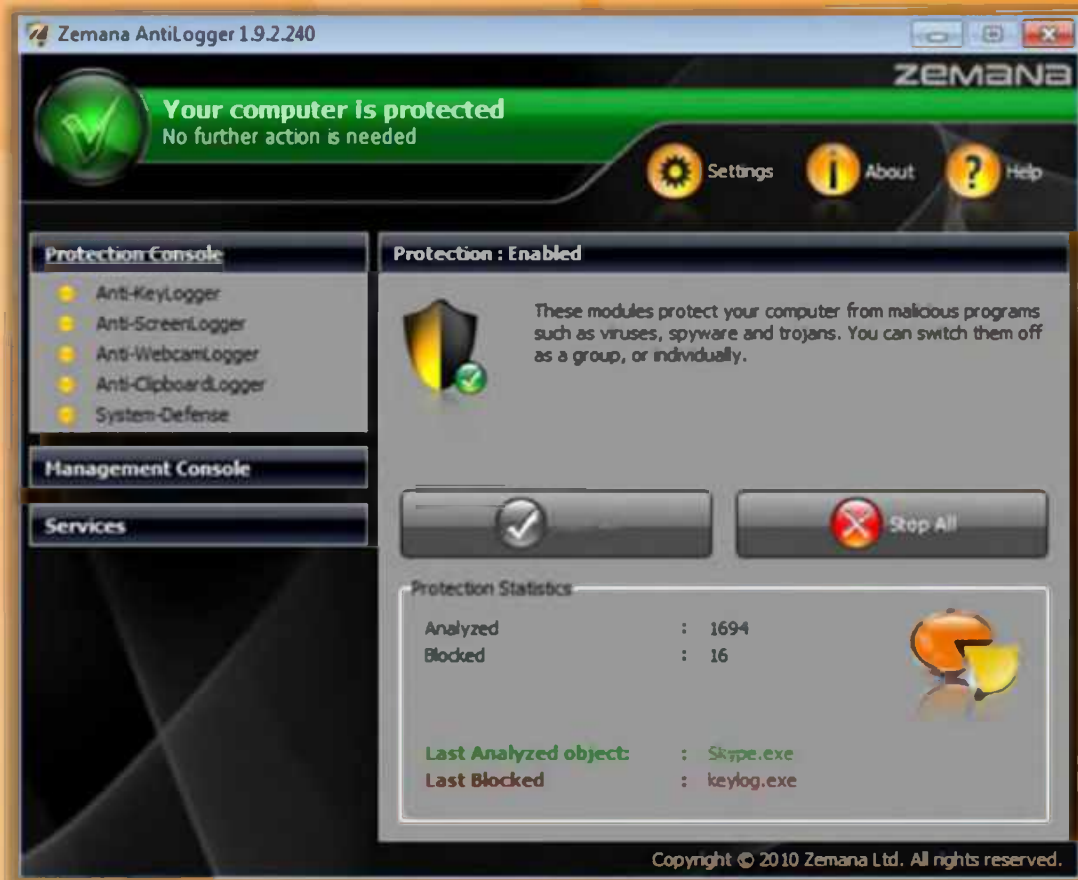 Zemana AntiLogger 1.9.2.240
zemana
Your computer is protected
No further action is needed
Settings
About
Help
Protection Console
Anti-KeyLogger
Anti-ScreenLogger
Anti-WebcamLogger
Anti-ClipboardLogger
System-Defense
Management Console
Services
Protection : Enabled
These modules protect your computer from malicious programs
such as viruses, spyware and trojans. You can switch them off
as a group, or individually.
Stop All
Protection Statistics
Analyzed : 1694
Blocked : 16
Last Analyzed object: : Skype.exe
Last Blocked : keylog.exe
Copyright © 2010 Zemana Ltd. All rights reserved.